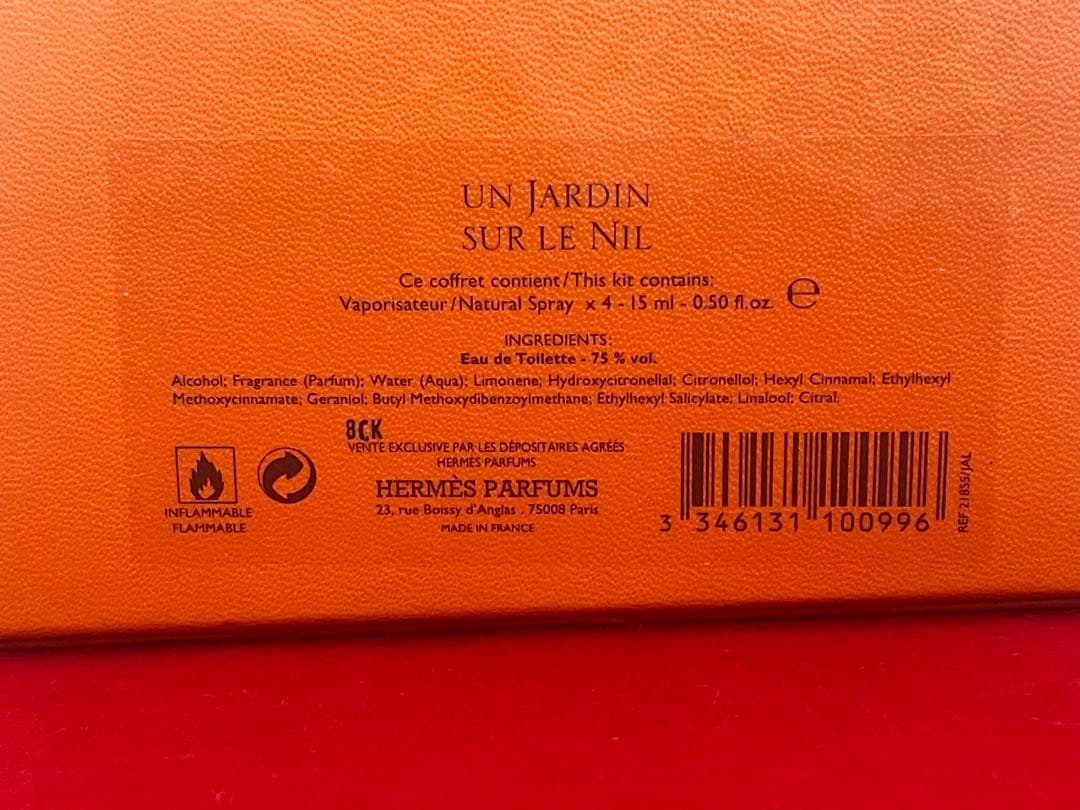 UN JARDIN
SUR LE NIL
Ce coffret contient/This kit contains:
Vaporisateur/Natural Spray x 4 - 15 ml - 0.50 fl.oz. ℮
INGREDIENTS:
Eau de Toilette - 75 % vol.
Alcohol; Fragrance (Parfum); Water (Aqua); Limonene; Hydroxycitronellal; Citronellol; Hexyl Cinnamal; Ethylhexyl
Methoxycinnamate; Geraniol; Butyl Methoxydibenzoylmethane; Ethylhexyl Salicylate; Linalool; Citral.
8CK
VENTE EXCLUSIVE PAR LES DÉPOSITAIRES AGRÉÉS
HERMES PARFUMS
HERMÈS PARFUMS
23, rue Boissy d'Anglas . 75008 Paris
MADE IN FRANCE
INFLAMMABLE
FLAMMABLE
3 346131 100996
REF 21855/JAL